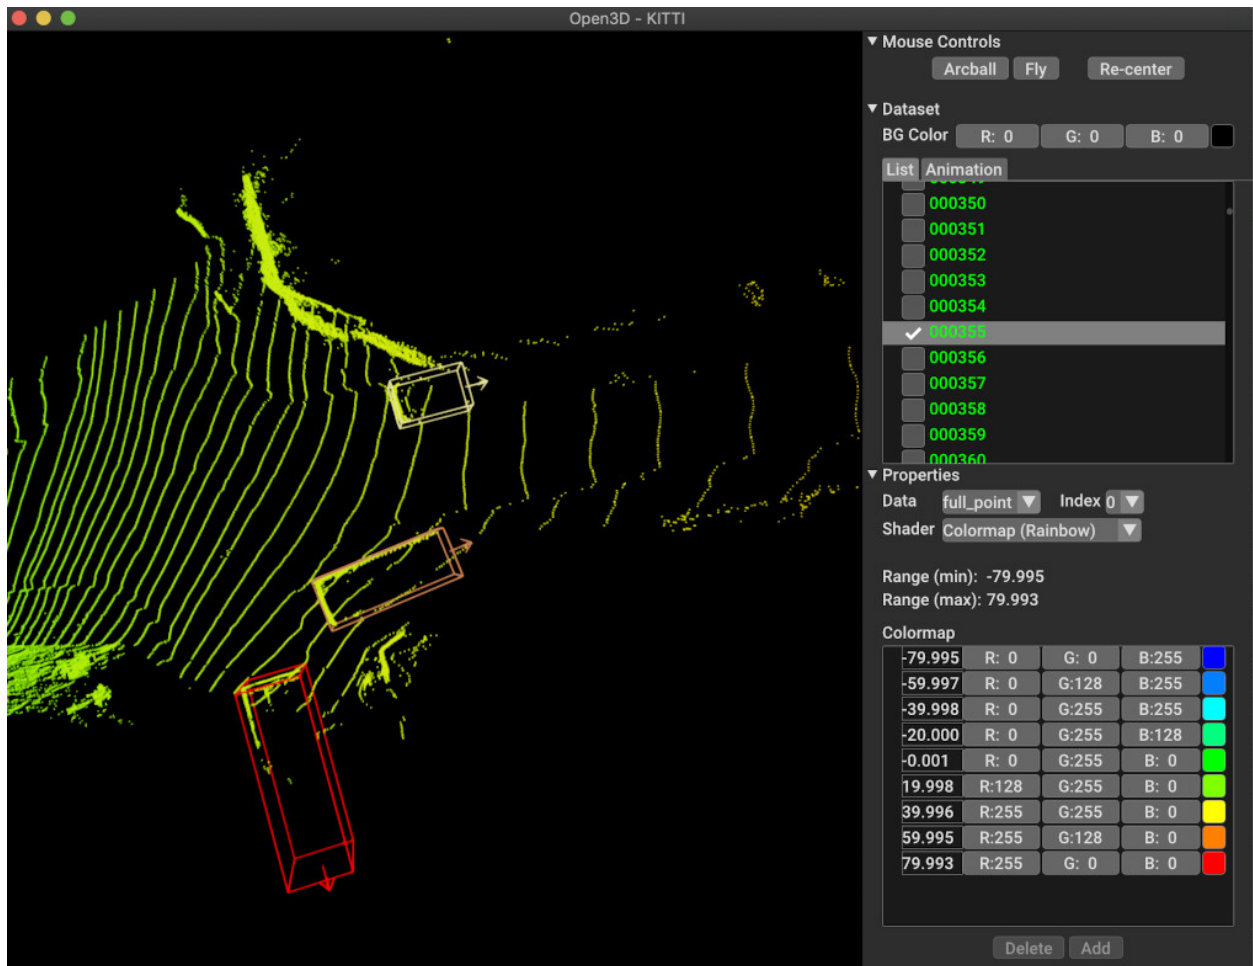 Open3D - KITTI
Mouse Controls
Arcball Fly Re-center
Dataset
BG Color R: 0 G: 0 B: 0
List Animation
000350
000351
000352
000353
000354
000355
000356
000357
000358
000359
000360
Properties
Data full_point Index 0
Shader Colormap (Rainbow)
Range (min): -79.995
Range (max): 79.993
Colormap
-79.995 R: 0 G: 0 B:255
-59.997 R: 0 G:128 B:255
-39.998 R: 0 G:255 B:255
-20.000 R: 0 G:255 B:128
-0.001 R: 0 G:255 B: 0
19.998 R:128 G:255 B: 0
39.996 R:255 G:255 B: 0
59.995 R:255 G:128 B: 0
79.993 R:255 G: 0 B: 0
Delete Add